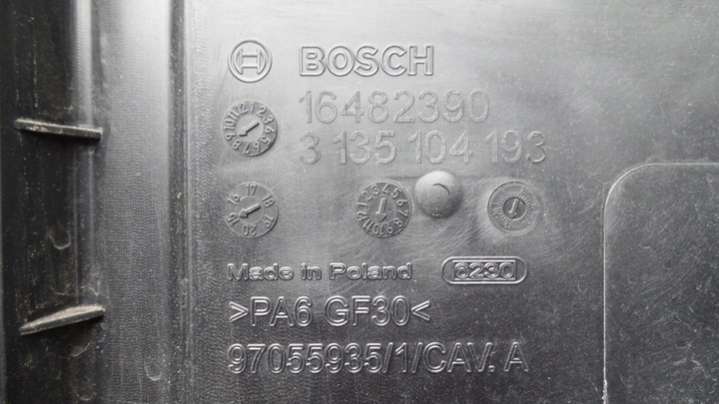 BOSCH
16482390
3 135 104 193
Made in Poland
>PA6 GF30<
97055935/1/CAV. A